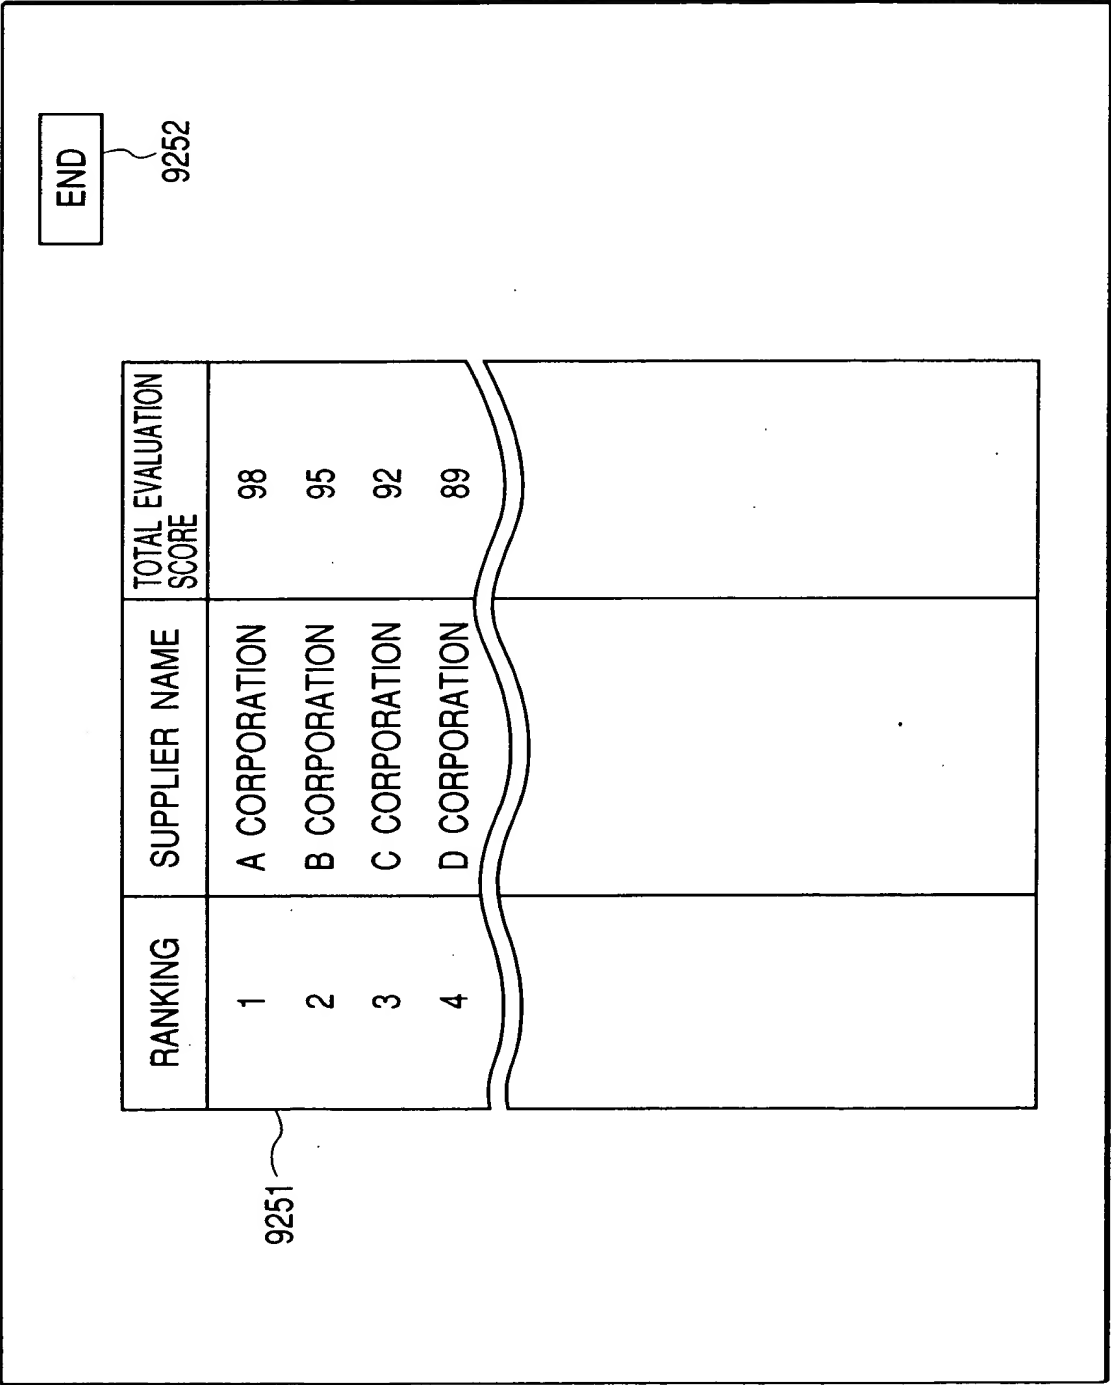 END
9252
RANKING SUPPLIER NAME TOTAL EVALUATION
SCORE
1 A CORPORATION 98
2 B CORPORATION 95
3 C CORPORATION 92
4 D CORPORATION 89
9251